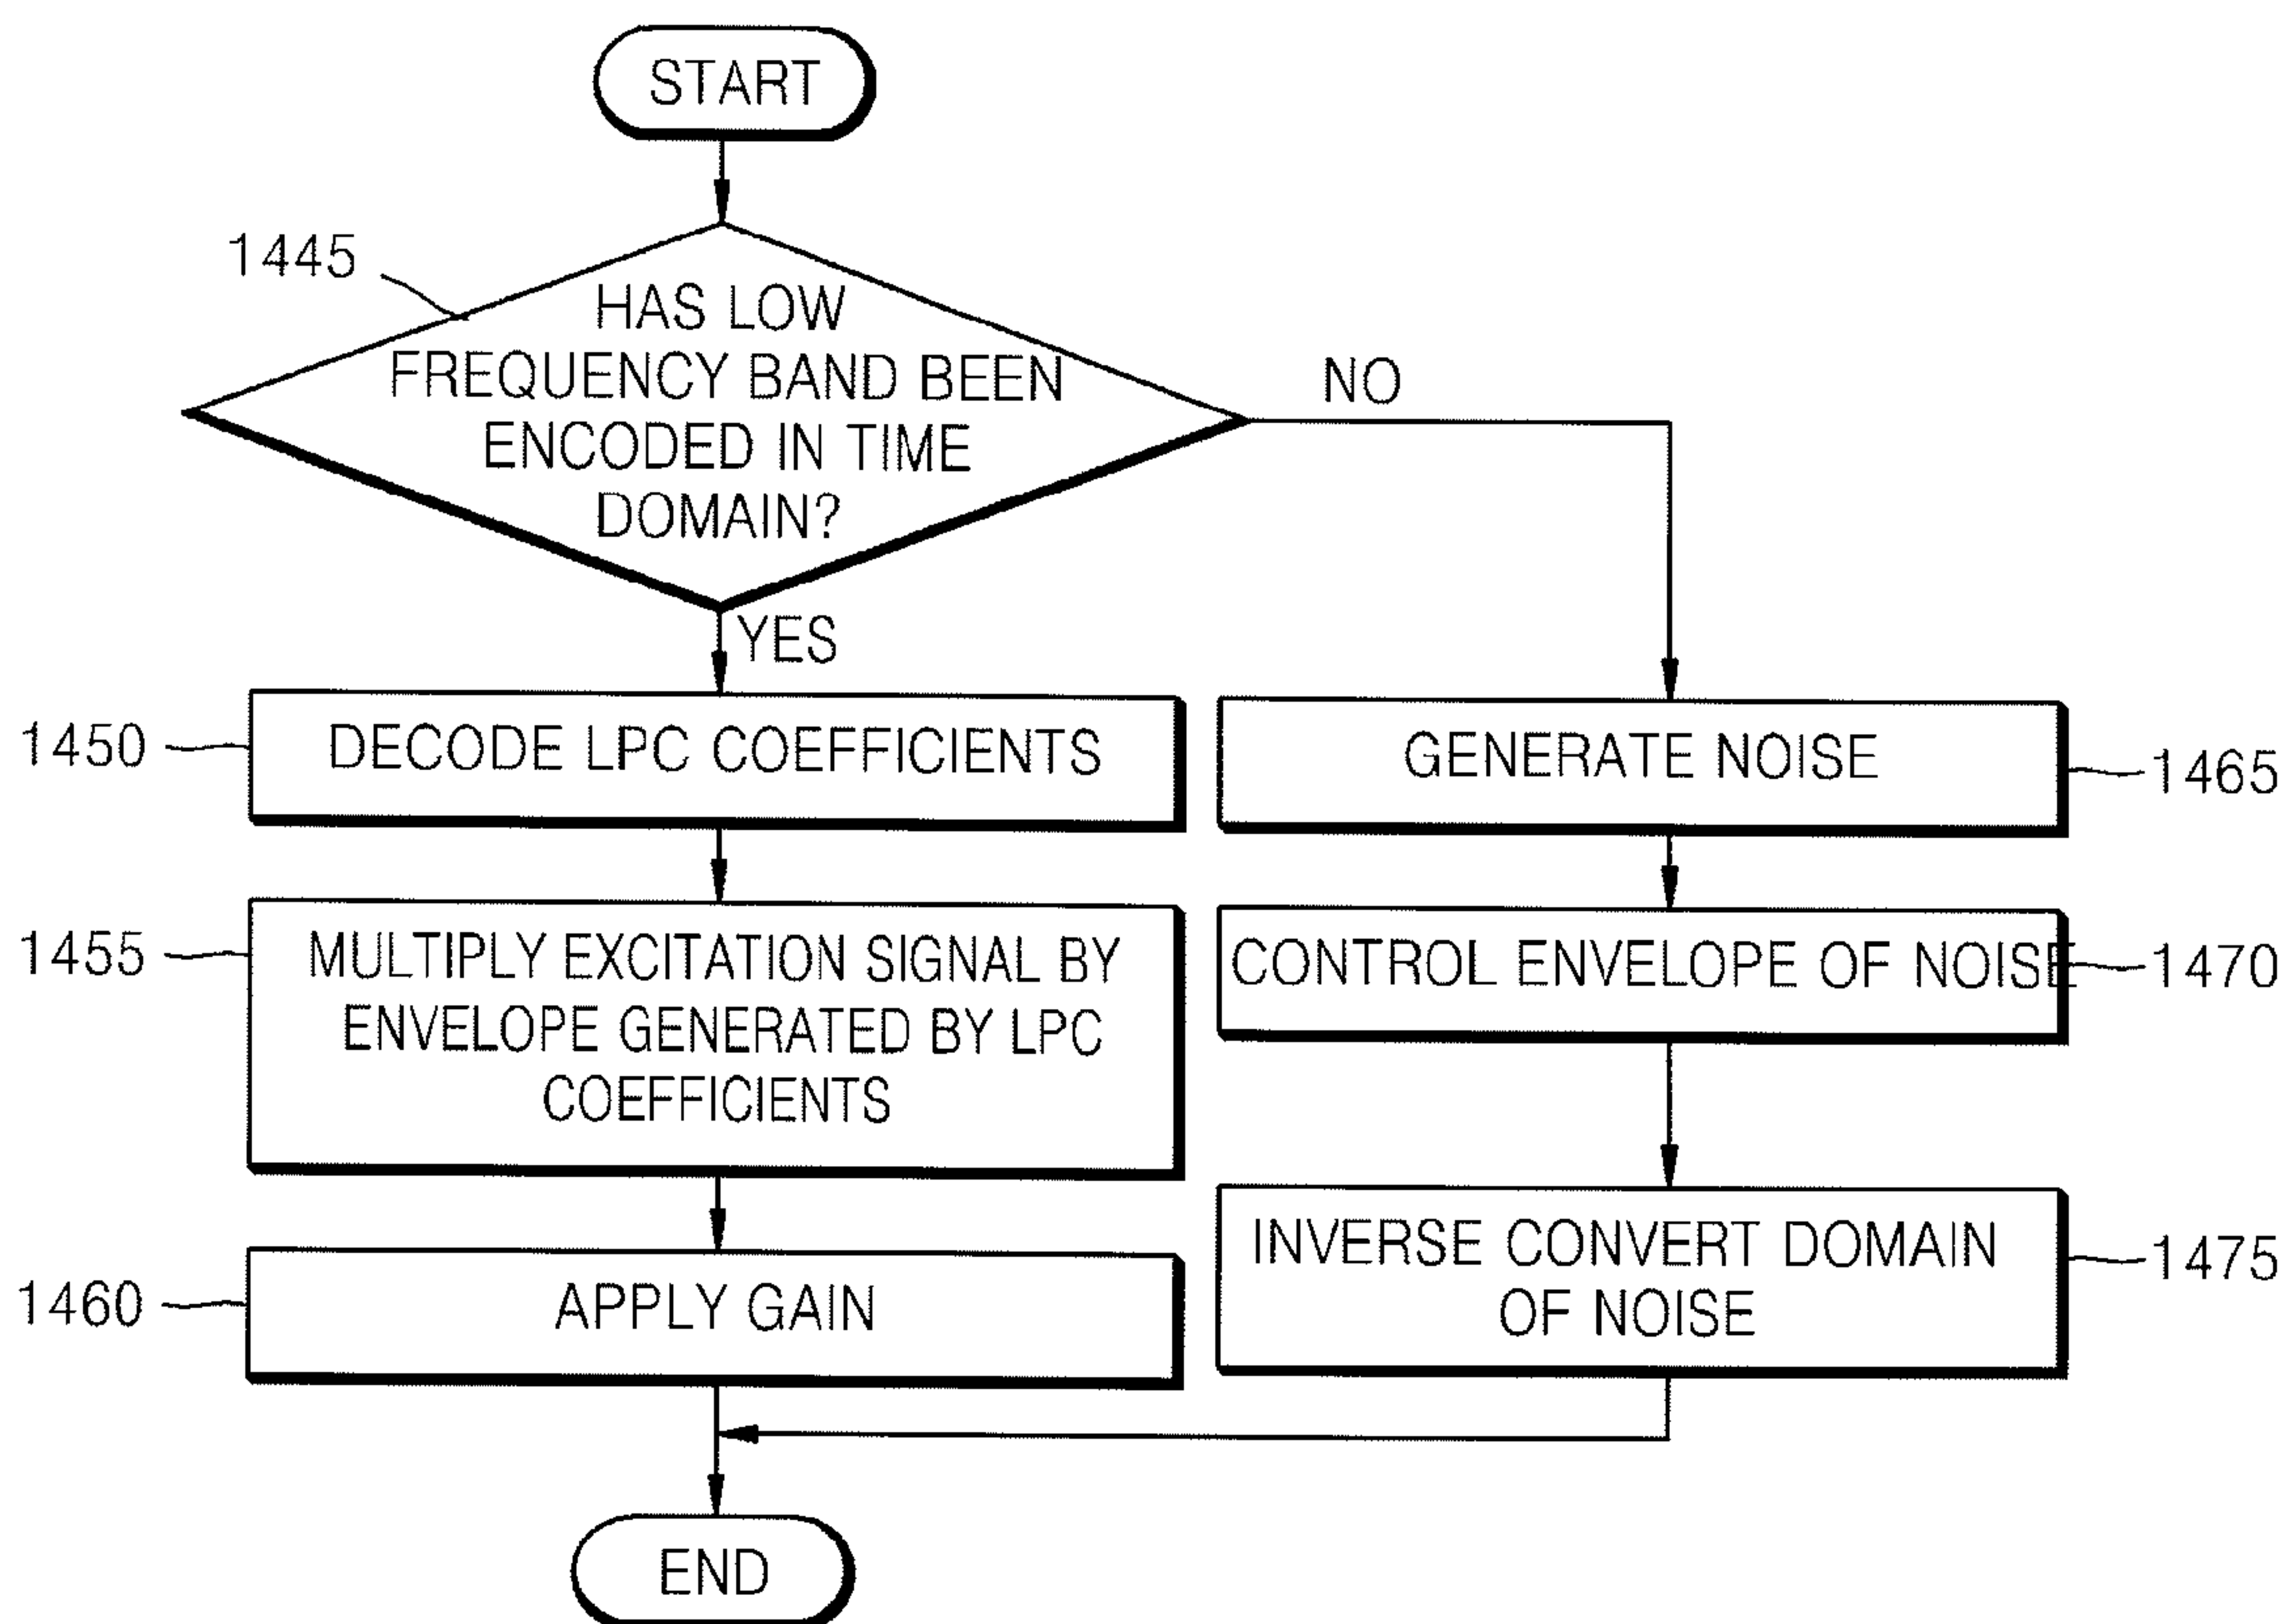 START
1445
HAS LOW
FREQUENCY BAND BEEN
ENCODED IN TIME
DOMAIN?
NO
YES
1450
DECODE LPC COEFFICIENTS
GENERATE NOISE
1465
1455
MULTIPLY EXCITATION SIGNAL BY
ENVELOPE GENERATED BY LPC
COEFFICIENTS
CONTROL ENVELOPE OF NOISE
1470
1460
APPLY GAIN
INVERSE CONVERT DOMAIN
OF NOISE
1475
END